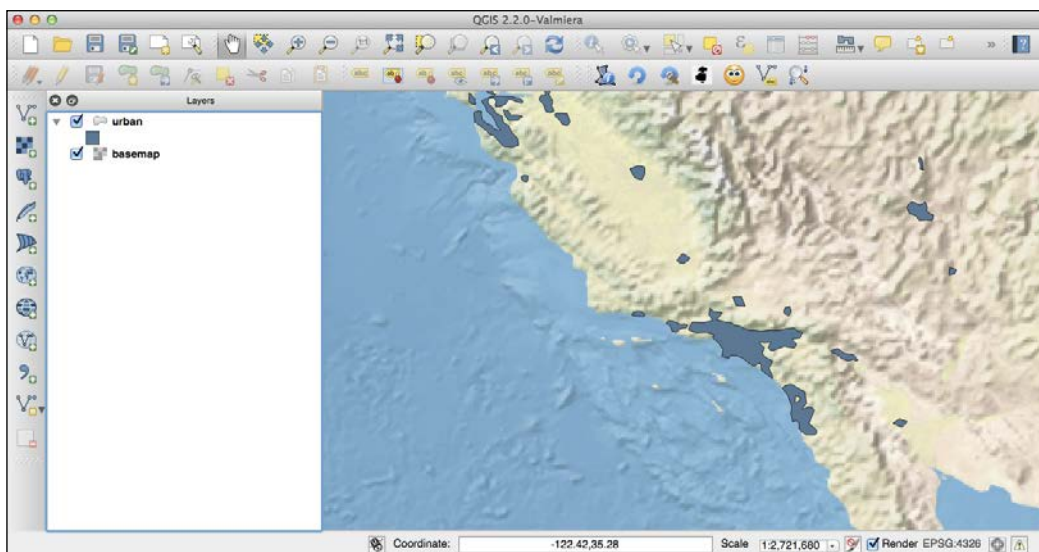 QGIS 2.2.0-Valmiera
Layers
urban
basemap
Coordinate:
-122.42,35.28
Scale
1:2,721,680
Render
EPSG:4326